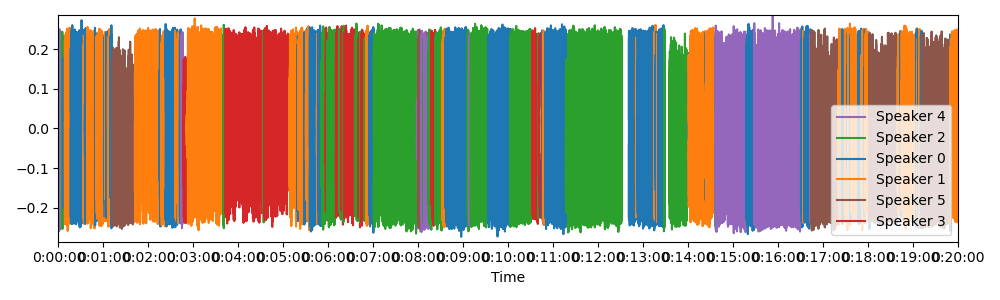 0.2
0.1
0.0
−0.1
−0.2
Speaker 4
Speaker 2
Speaker 0
Speaker 1
Speaker 5
Speaker 3
0:00:00 0:01:00 0:02:00 0:03:00 0:04:00 0:05:00 0:06:00 0:07:00 0:08:00 0:09:00 0:10:00 0:11:00 0:12:00 0:13:00 0:14:00 0:15:00 0:16:00 0:17:00 0:18:00 0:19:00 0:20:00
Time